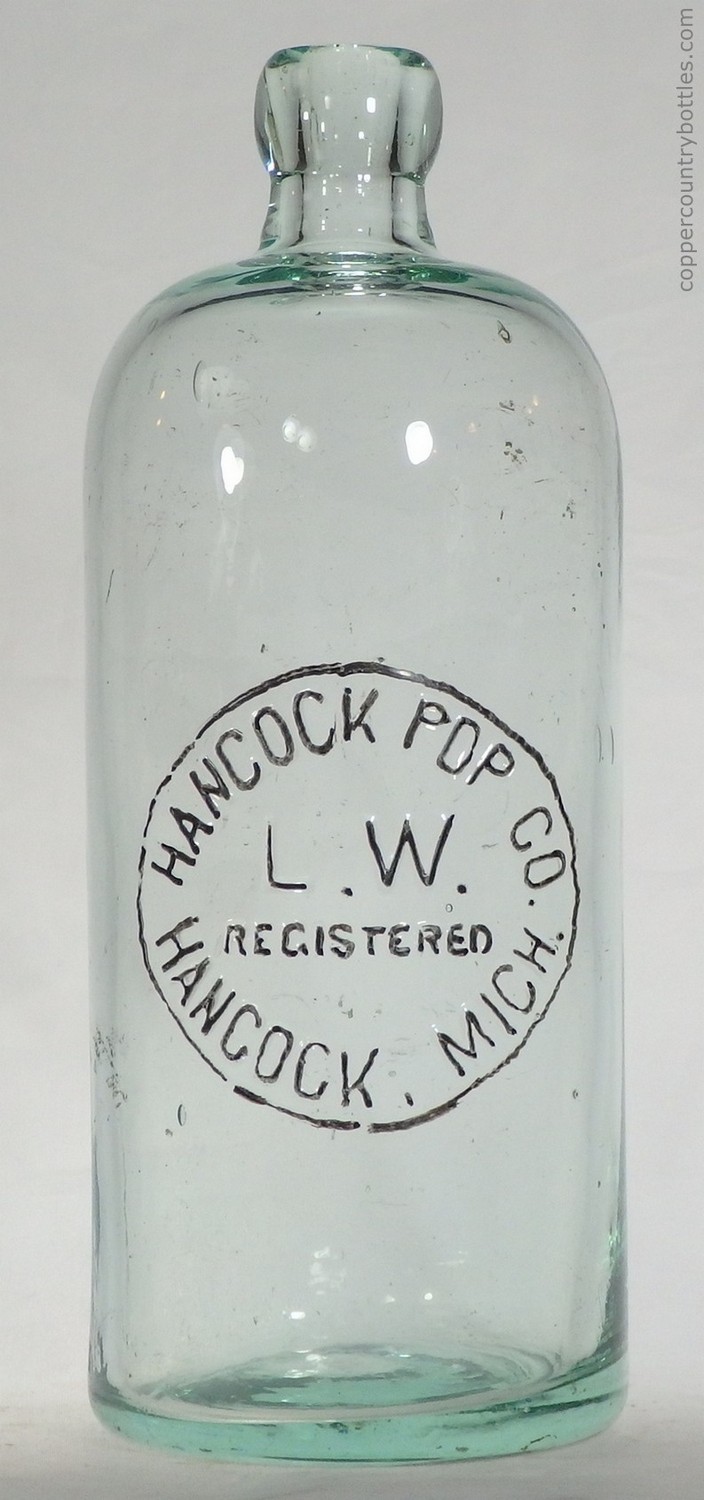 HANCOCK POP CO.
L.W.
REGISTERED
HANCOCK, MICH.
coppercountrybottles.com